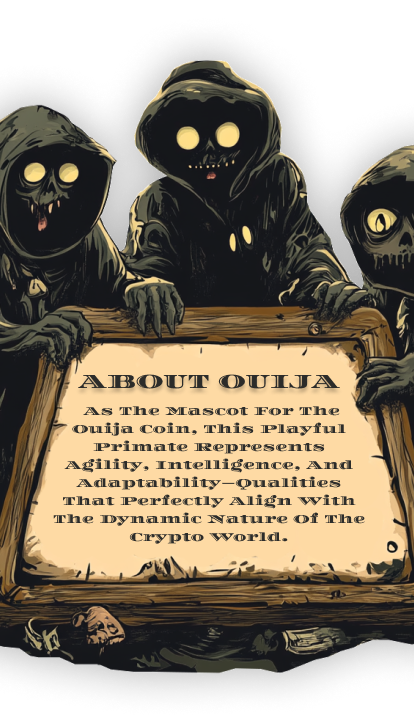 ABOUT OUIJA
As The Mascot For The
Ouija Coin, This Playful
Primate Represents
Agility, Intelligence, And
Adaptability—Qualities
That Perfectly Align With
The Dynamic Nature Of The
Crypto World.